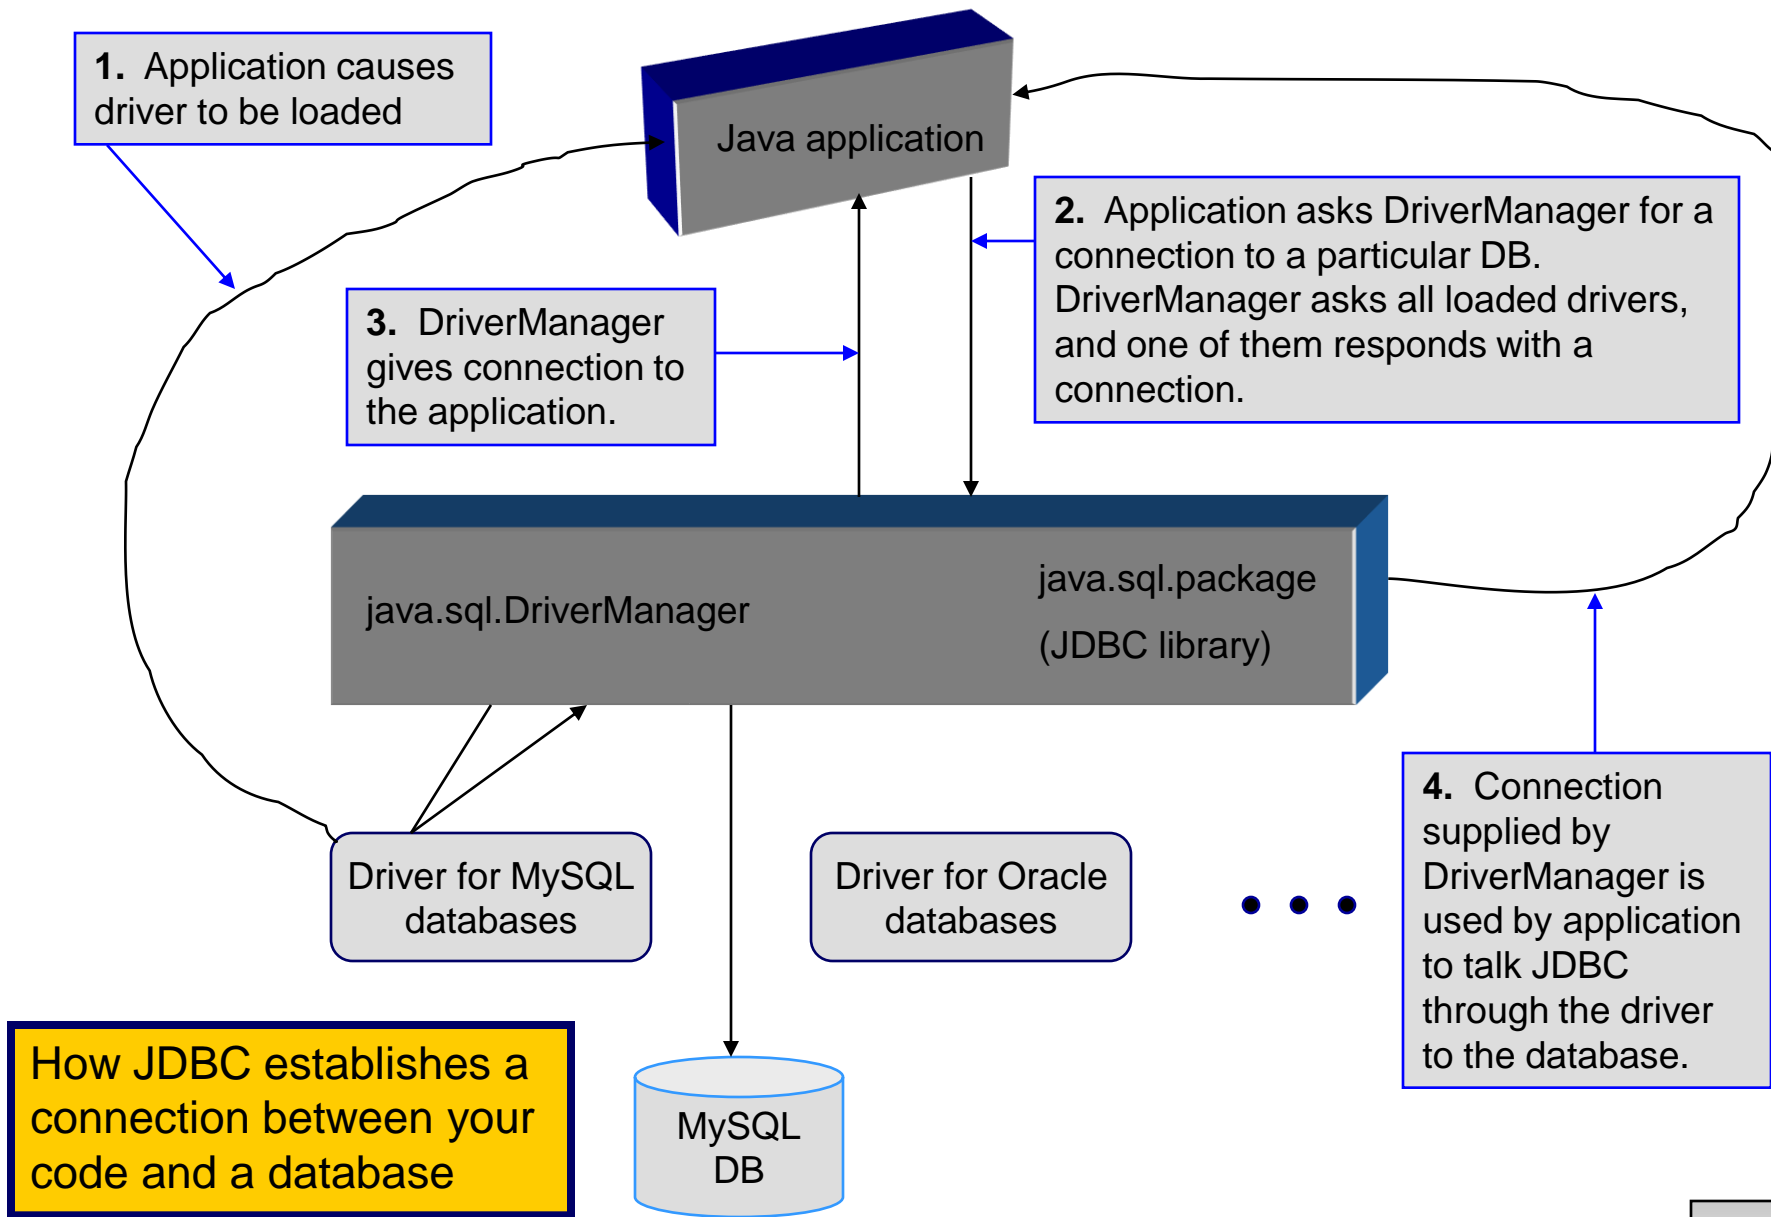 1. Application causes
driver to be loaded
Java application
2. Application asks DriverManager for a
connection to a particular DB.
DriverManager asks all loaded drivers,
and one of them responds with a
connection.
3. DriverManager
gives connection to
the application.
java.sql.DriverManager
java.sql.package
(JDBC library)
4. Connection
supplied by
DriverManager is
used by application
to talk JDBC
through the driver
to the database.
Driver for MySQL
databases
Driver for Oracle
databases
How JDBC establishes a
connection between your
code and a database
MySQL
DB